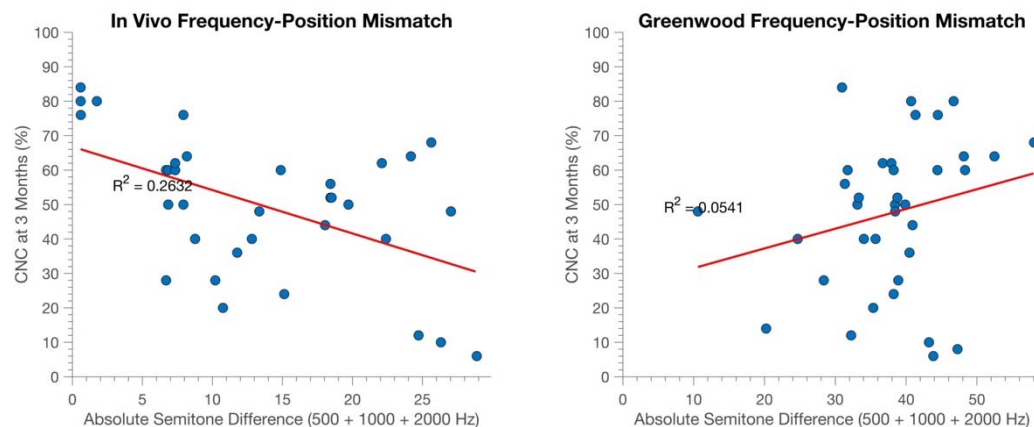 In Vivo Frequency-Position Mismatch
100
90
80
70
60
50
40
30
20
10
0
CNC at 3 Months (%)
R² = 0.2632
0 5 10 15 20 25
Absolute Semitone Difference (500 + 1000 + 2000 Hz)
Greenwood Frequency-Position Mismatch
100
90
80
70
60
50
40
30
20
10
0
CNC at 3 Months (%)
R² = 0.0541
0 10 20 30 40 50
Absolute Semitone Difference (500 + 1000 + 2000 Hz)